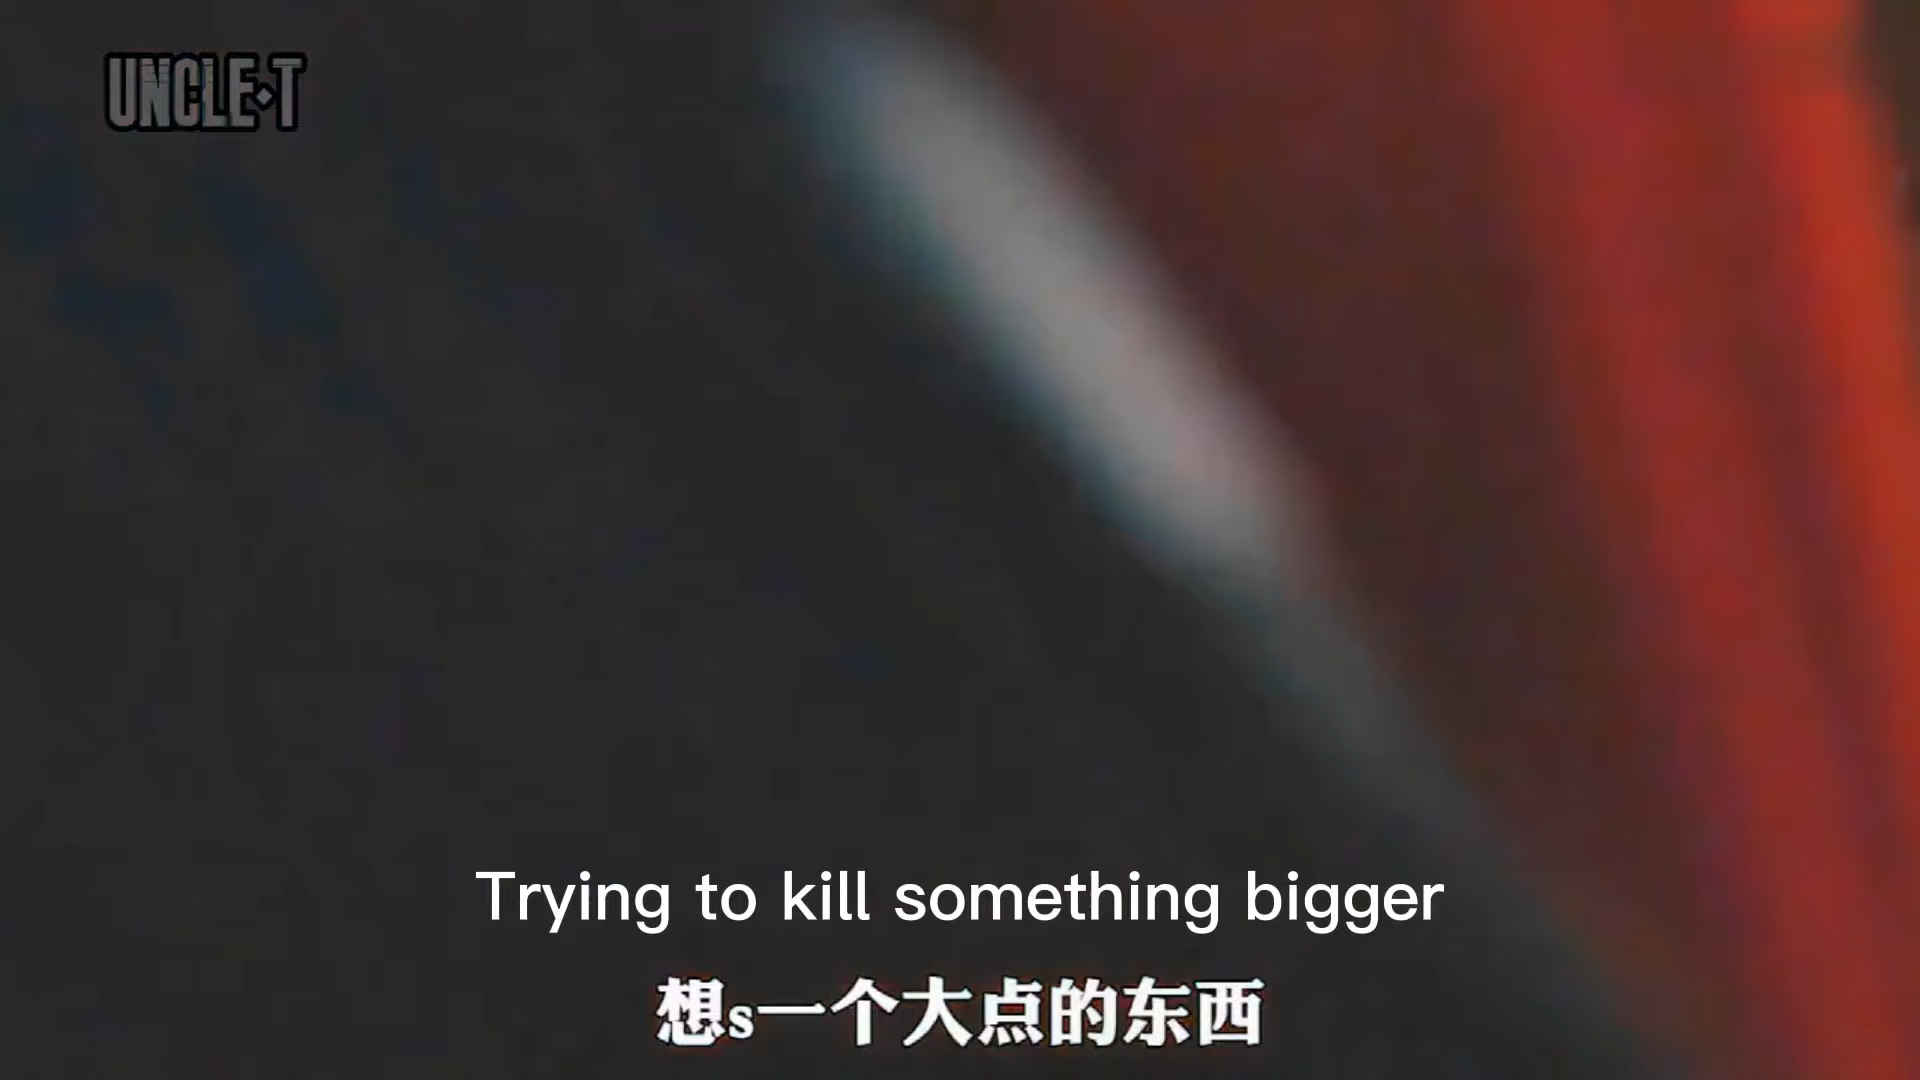 UNCLE·T
Trying to kill something bigger
想s一个大点的东西